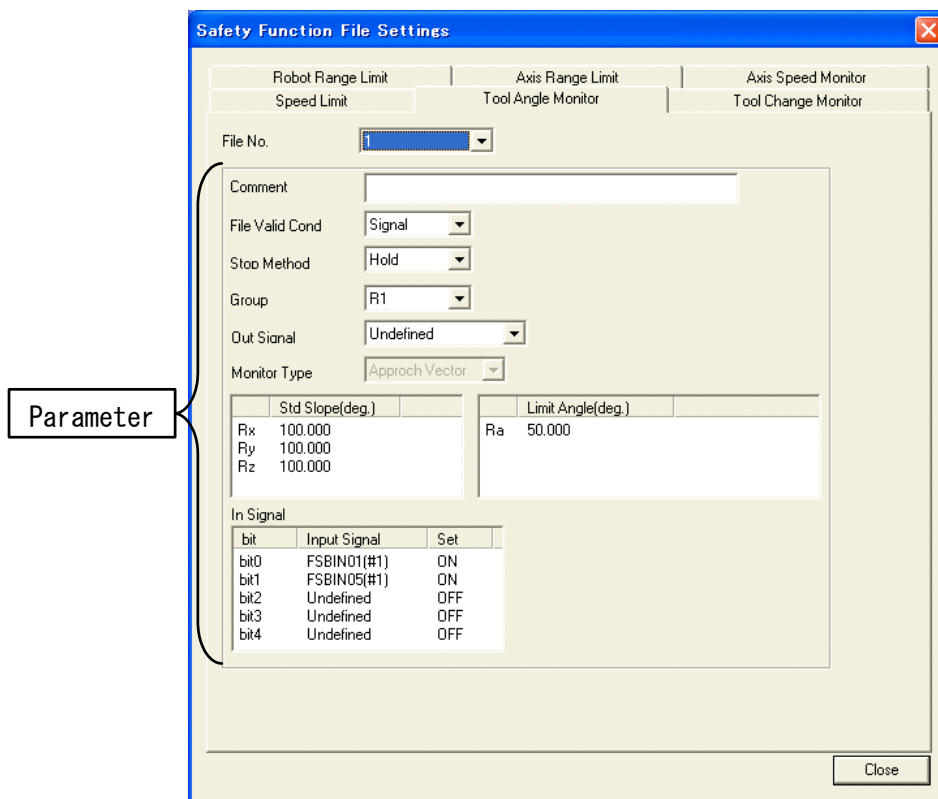 Safety Function File Settings
Robot Range Limit Axis Range Limit Axis Speed Monitor
Speed Limit Tool Angle Monitor Tool Change Monitor
File No. 1
Comment
File Valid Cond Signal
Stop Method Hold
Group R1
Out Signal Undefined
Monitor Type Approch Vector
Parameter
Std Slope(deg.) Limit Angle(deg.)
Rx 100.000 Ra 50.000
Ry 100.000
Rz 100.000
In Signal
bit Input Signal Set
bit0 FSBIN01(#1) ON
bit1 FSBIN05(#1) ON
bit2 Undefined OFF
bit3 Undefined OFF
bit4 Undefined OFF
Close